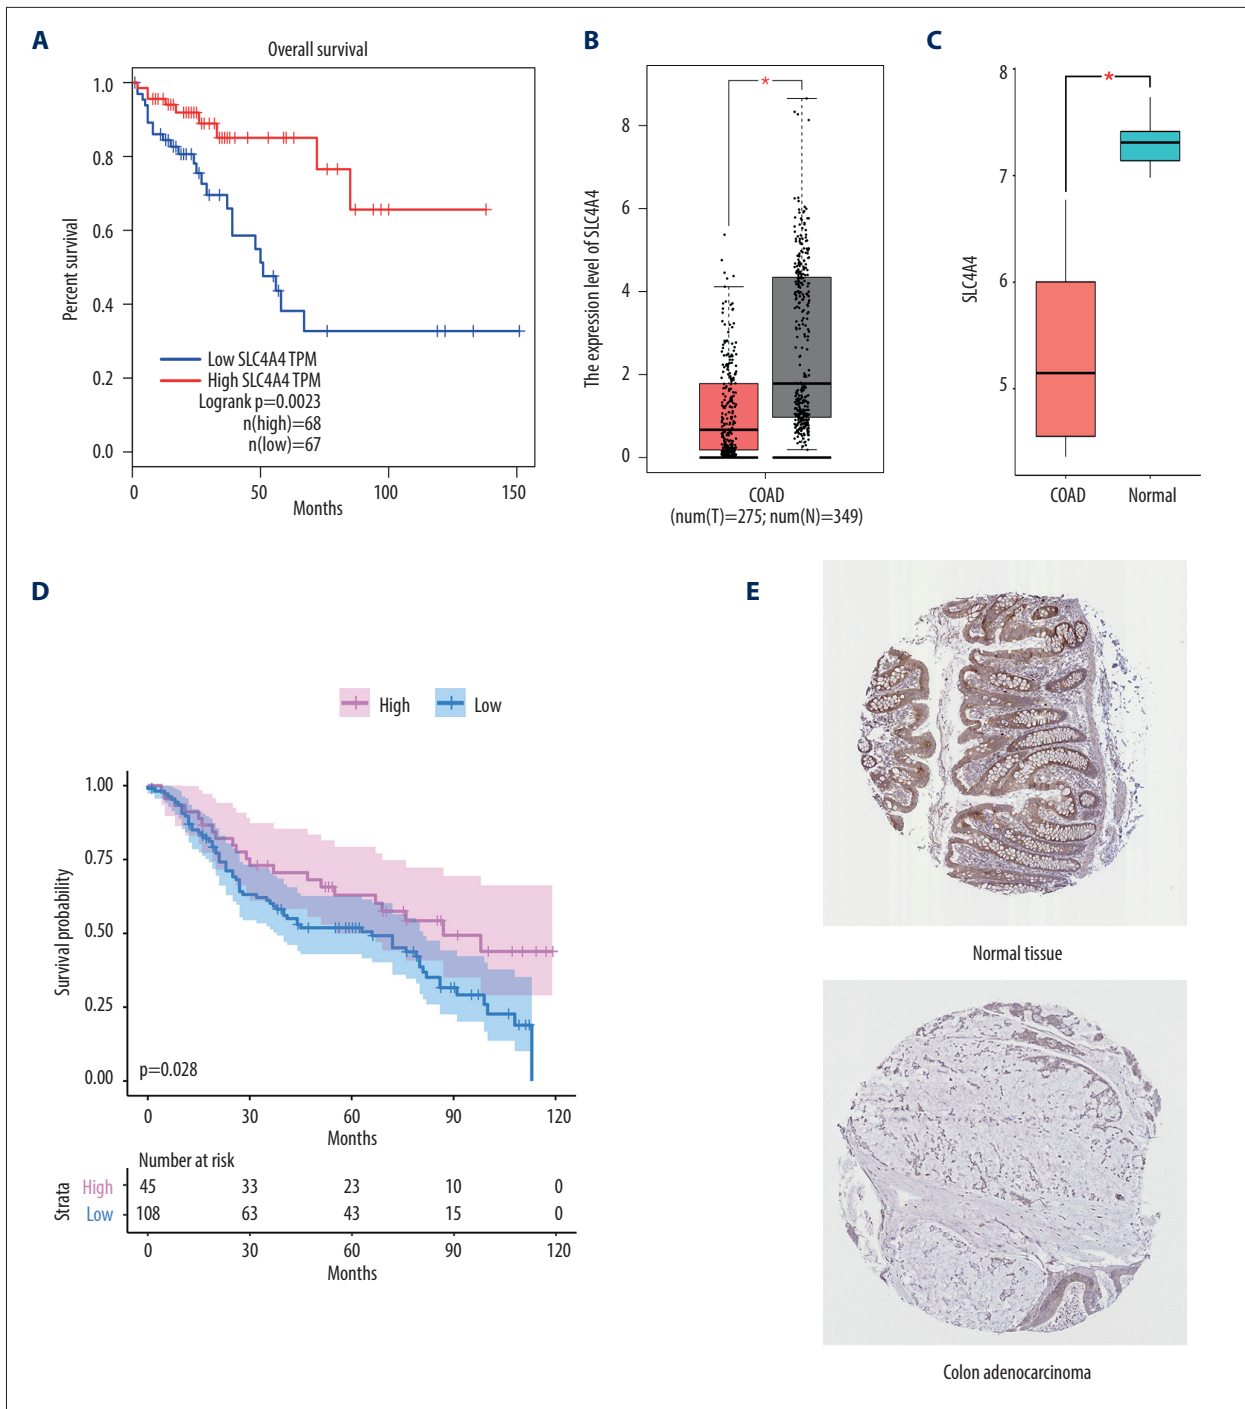 A
Overall survival
1.0
0.8
0.6
0.4
0.2
0.0
Percent survival
Low SLC4A4 TPM
High SLC4A4 TPM
Logrank p=0.0023
n(high)=68
n(low)=67
0 50 100 150
Months
B
*
8
6
4
2
0
The expression level of SLC4A4
COAD
(num(T)=275; num(N)=349)
C
*
8
7
6
5
SLC4A4
COAD Normal
D
High Low
1.00
0.75
0.50
0.25
0.00
Survival probability
p=0.028
0 30 60 90 120
Months
Number at risk
Strata
High 45 33 23 10 0
Low 108 63 43 15 0
0 30 60 90 120
Months
E
Normal tissue
Colon adenocarcinoma